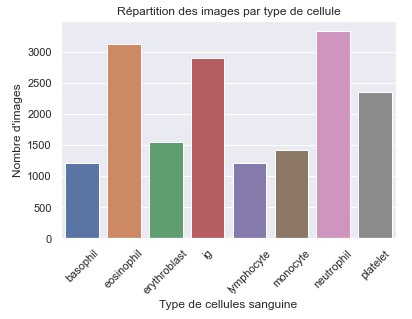 Répartition des images par type de cellule
Nombre d'images
3000
2500
2000
1500
1000
500
0
basophil
eosinophil
erythroblast
ig
lymphocyte
monocyte
neutrophil
platelet
Type de cellules sanguine